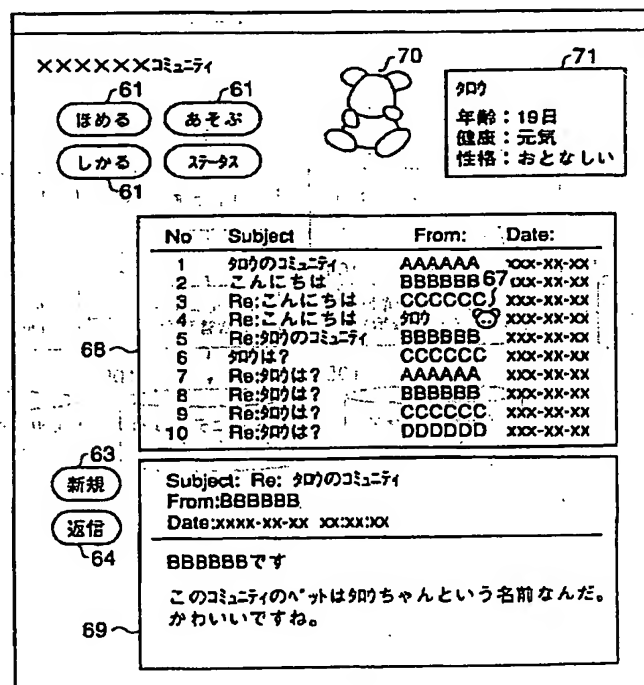 XXXXXXコミュニティ
70
71
61
61
ほめる
あそぶ
しかる
ステータス
61
タロウ
年齢：19日
健康：元気
性格：おとなしい
No Subject From: Date:
1 タロウのコミュニティ AAAAAA xxx-xx-xx
2 こんにちは BBBBBB 67 xxx-xx-xx
3 Re:こんにちは CCCCCC xxx-xx-xx
4 Re:こんにちは タロウ xxx-xx-xx
5 Re:タロウのコミュニティ BBBBBB xxx-xx-xx
6 タロウは? CCCCCC xxx-xx-xx
7 Re:タロウは? AAAAAA xxx-xx-xx
8 Re:タロウは? BBBBBB xxx-xx-xx
9 Re:タロウは? CCCCCC xxx-xx-xx
10 Re:タロウは? DDDDDD xxx-xx-xx
68
63
新規
返信
64
Subject: Re: タロウのコミュニティ
From:BBBBBB
Date:xxxx-xx-xx xx:xx:xx
BBBBBBです
このコミュニティのペットはタロウちゃんという名前なんだ。
かわいいですね。
69